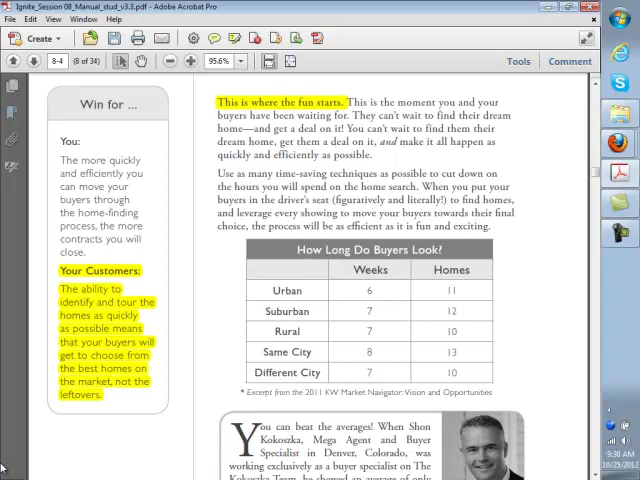 Ignite_Session 08_Manual_stud_v3.3.pdf - Adobe Acrobat Pro
File Edit View Window Help
Create
8-4 (8 of 34) 95.6% Tools Comment
Win for ...
You:
The more quickly
and efficiently you
can move your
buyers through
the home-finding
process, the more
contracts you will
close.
Your Customers:
The ability to
identify and tour the
homes as quickly
as possible means
that your buyers will
get to choose from
the best homes on
the market, not the
leftovers.
This is where the fun starts. This is the moment you and your
buyers have been waiting for. They can't wait to find their dream
home—and get a deal on it! You can't wait to find them their
dream home, get them a deal on it, and make it all happen as
quickly and efficiently as possible.
Use as many time-saving techniques as possible to cut down on
the hours you will spend on the home search. When you put your
buyers in the driver's seat (figuratively and literally!) to find homes,
and leverage every showing to move your buyers towards their final
choice, the process will be as efficient as it is fun and exciting.
How Long Do Buyers Look?
Weeks Homes
Urban 6 11
Suburban 7 12
Rural 7 10
Same City 8 13
Different City 7 10
* Excerpt from the 2011 KW Market Navigator: Vision and Opportunities
You can beat the averages! When Shon
Kokoszka, Mega Agent and Buyer
Specialist in Denver, Colorado, was
working exclusively as a buyer specialist on The
Kokoszka Team, he showed an average of only
9:30 AM
10/25/2012